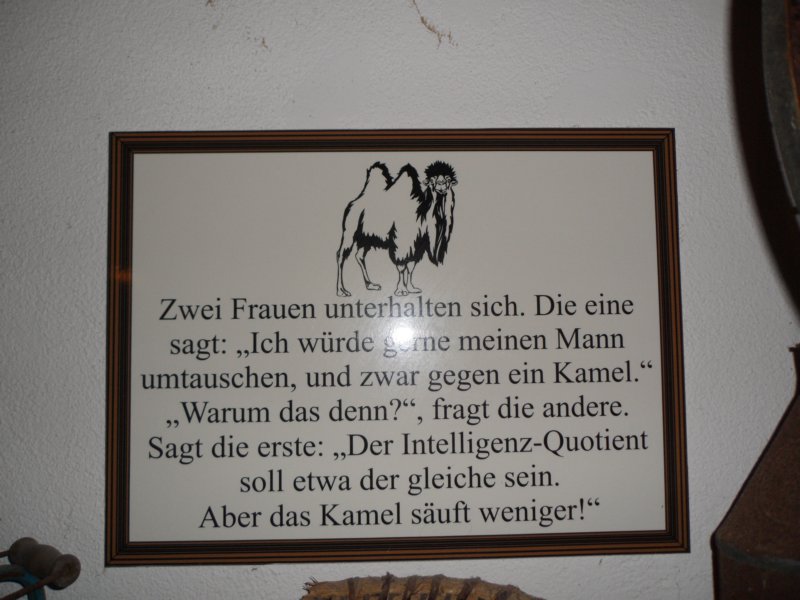 Zwei Frauen unterhalten sich. Die eine
sagt: „Ich würde gerne meinen Mann
umtauschen, und zwar gegen ein Kamel.“
„Warum das denn?“, fragt die andere.
Sagt die erste: „Der Intelligenz-Quotient
soll etwa der gleiche sein.
Aber das Kamel säuft weniger!“